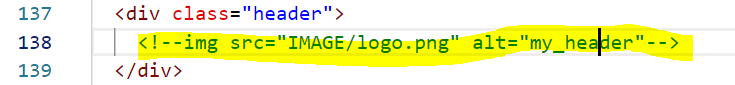 137 <div class="header">
138 <!--img src="IMAGE/logo.png" alt="my_header"-->
139 </div>